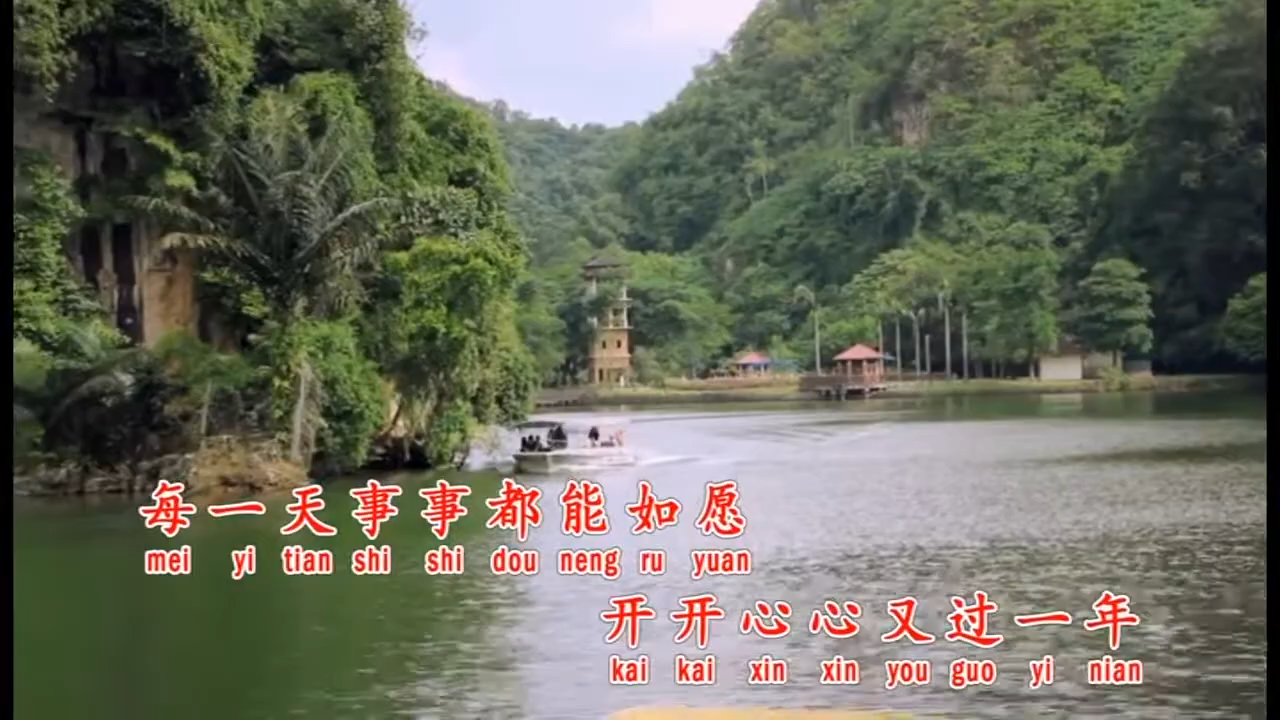 每一天事事都能如愿
mei yi tian shi shi dou neng ru yuan
开开心心又过一年
kai kai xin xin you guo yi nian